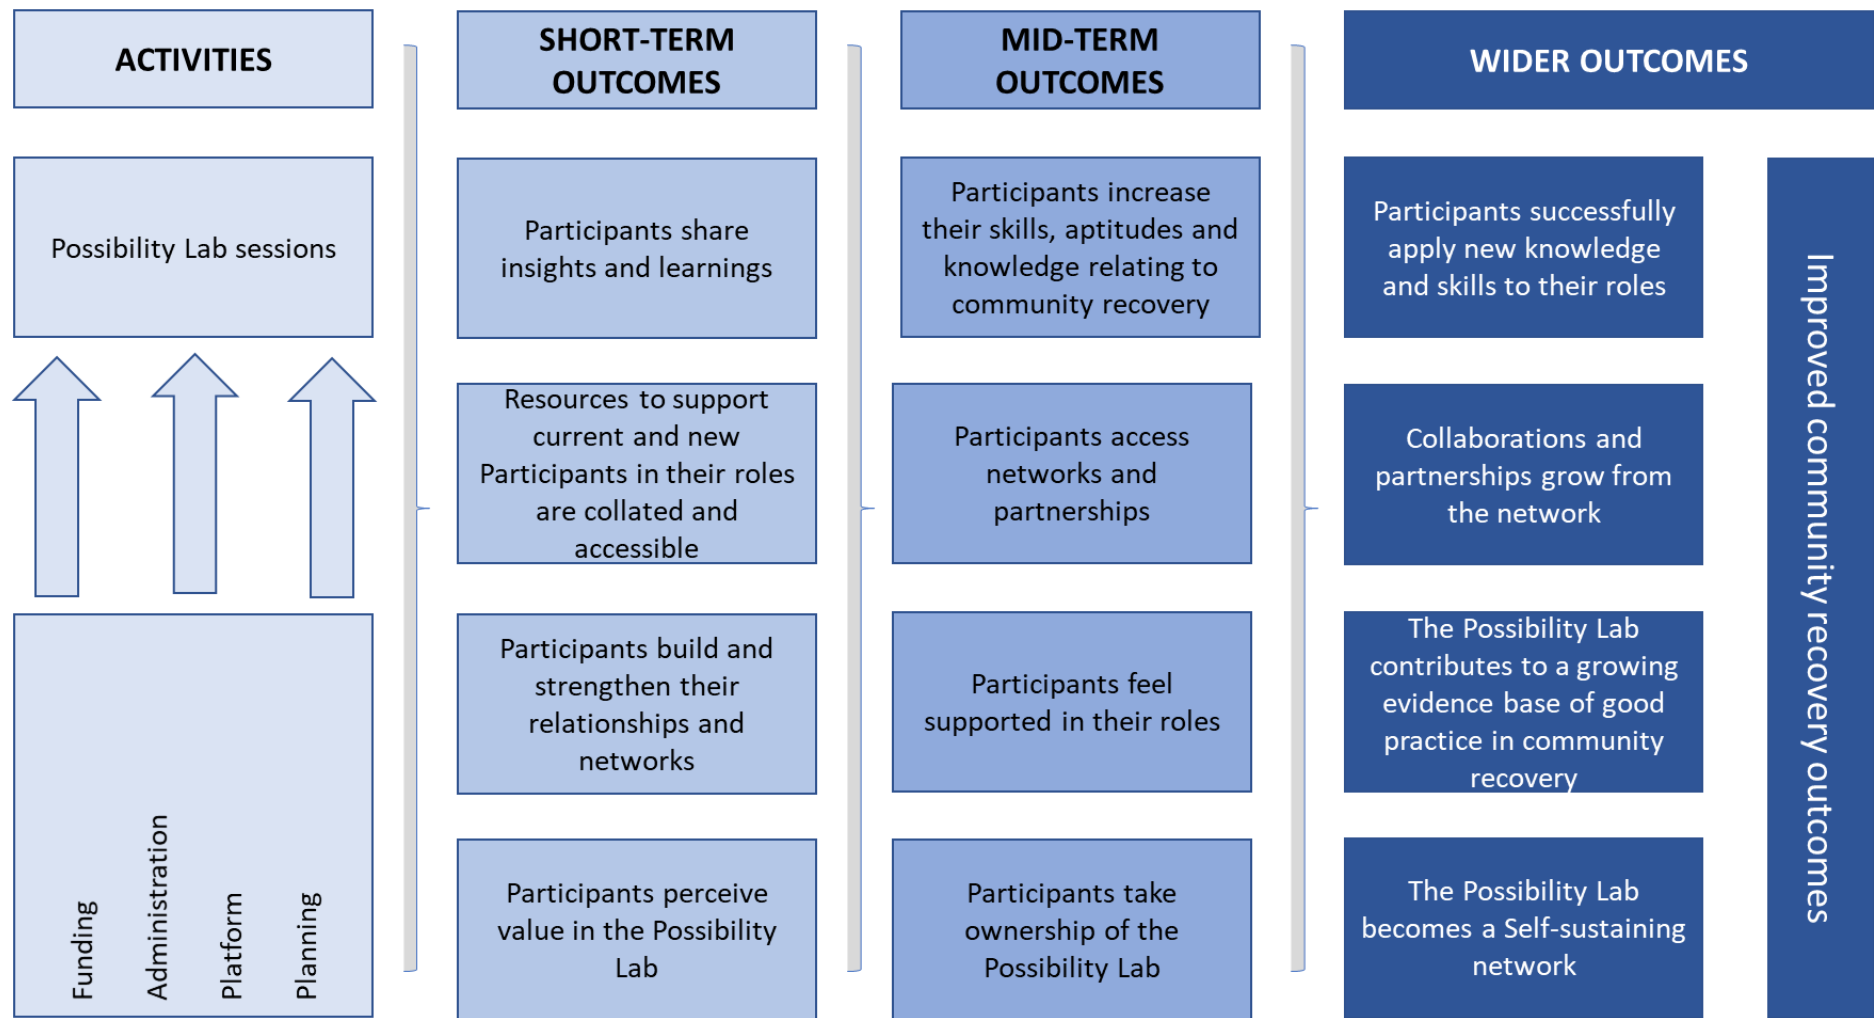 ACTIVITIES
SHORT-TERM
OUTCOMES
MID-TERM
OUTCOMES
WIDER OUTCOMES
Possibility Lab sessions
Funding
Administration
Platform
Planning
Participants share
insights and learnings
Resources to support
current and new
Participants in their roles
are collated and
accessible
Participants build and
strengthen their
relationships and
networks
Participants perceive
value in the Possibility
Lab
Participants increase
their skills, aptitudes and
knowledge relating to
community recovery
Participants access
networks and
partnerships
Participants feel
supported in their roles
Participants take
ownership of the
Possibility Lab
Participants successfully
apply new knowledge
and skills to their roles
Collaborations and
partnerships grow from
the network
The Possibility Lab
contributes to a growing
evidence base of good
practice in community
recovery
The Possibility Lab
becomes a Self-sustaining
network
Improved community recovery outcomes